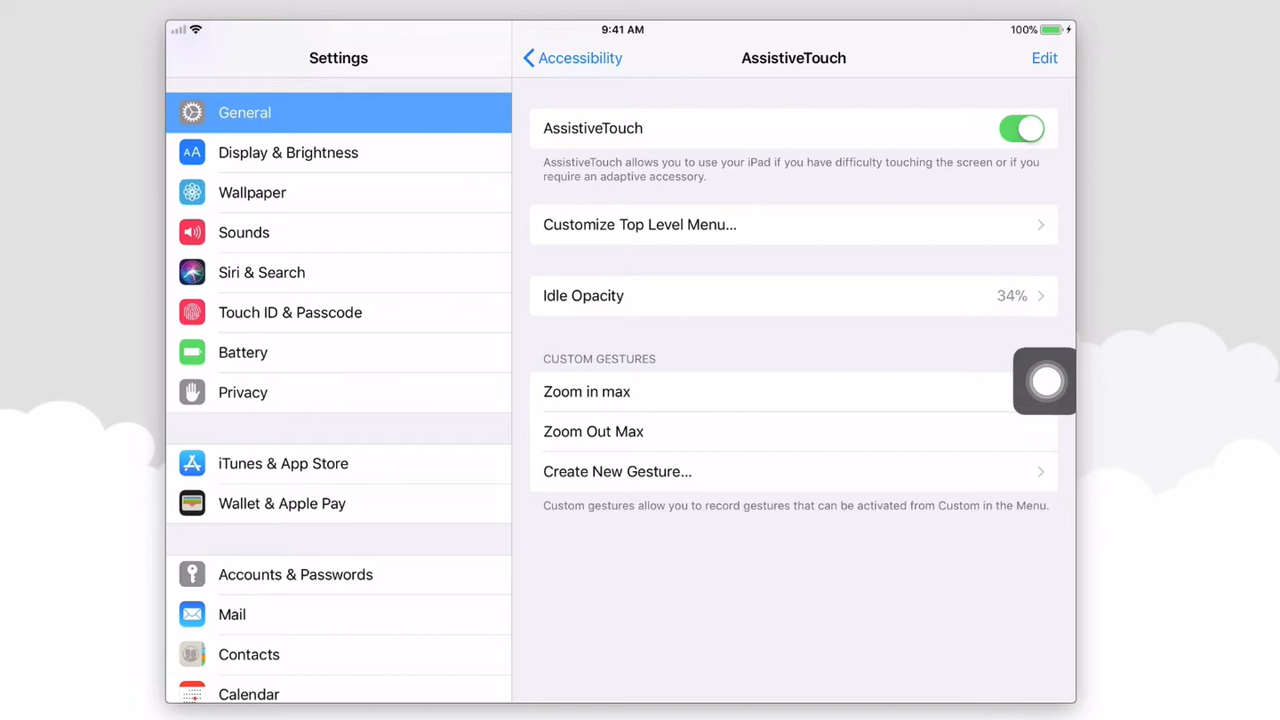 9:41 AM
100%
Settings
Accessibility
AssistiveTouch
Edit
General
Display & Brightness
Wallpaper
Sounds
Siri & Search
Touch ID & Passcode
Battery
Privacy
iTunes & App Store
Wallet & Apple Pay
Accounts & Passwords
Mail
Contacts
Calendar
AssistiveTouch
AssistiveTouch allows you to use your iPad if you have difficulty touching the screen or if you
require an adaptive accessory.
Customize Top Level Menu...
Idle Opacity
34%
CUSTOM GESTURES
Zoom in max
Zoom Out Max
Create New Gesture...
Custom gestures allow you to record gestures that can be activated from Custom in the Menu.